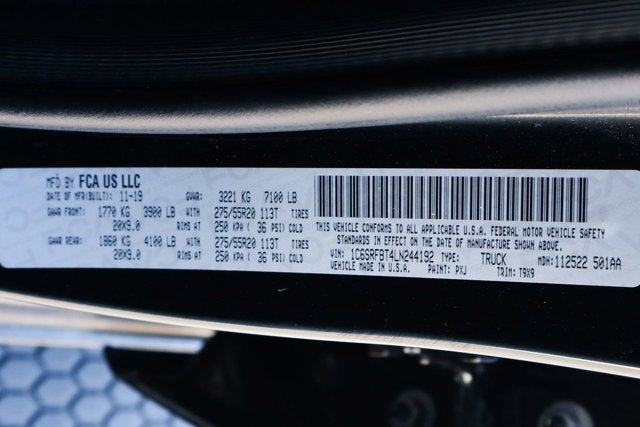 MFD BY FCA US LLC
DATE OF MFR(BUILT): 11-19 GVWR: 3221 KG 7100 LB
GAWR FRONT: 1770 KG 3900 LB WITH 275/55R20 113T TIRES
20X9.0 RIMS AT 250 KPA ( 36 PSI) COLD
GAWR REAR: 1860 KG 4100 LB WITH 275/55R20 113T TIRES
20X9.0 RIMS AT 250 KPA ( 36 PSI) COLD
THIS VEHICLE CONFORMS TO ALL APPLICABLE U.S.A. FEDERAL MOTOR VEHICLE SAFETY
STANDARDS IN EFFECT ON THE DATE OF MANUFACTURE SHOWN ABOVE.
VIN: 1C6SRFBT4LN244192 TYPE: TRUCK MDH: 112522 501AA
VEHICLE MADE IN U.S.A. PAINT: PXJ TRIM: T9X9